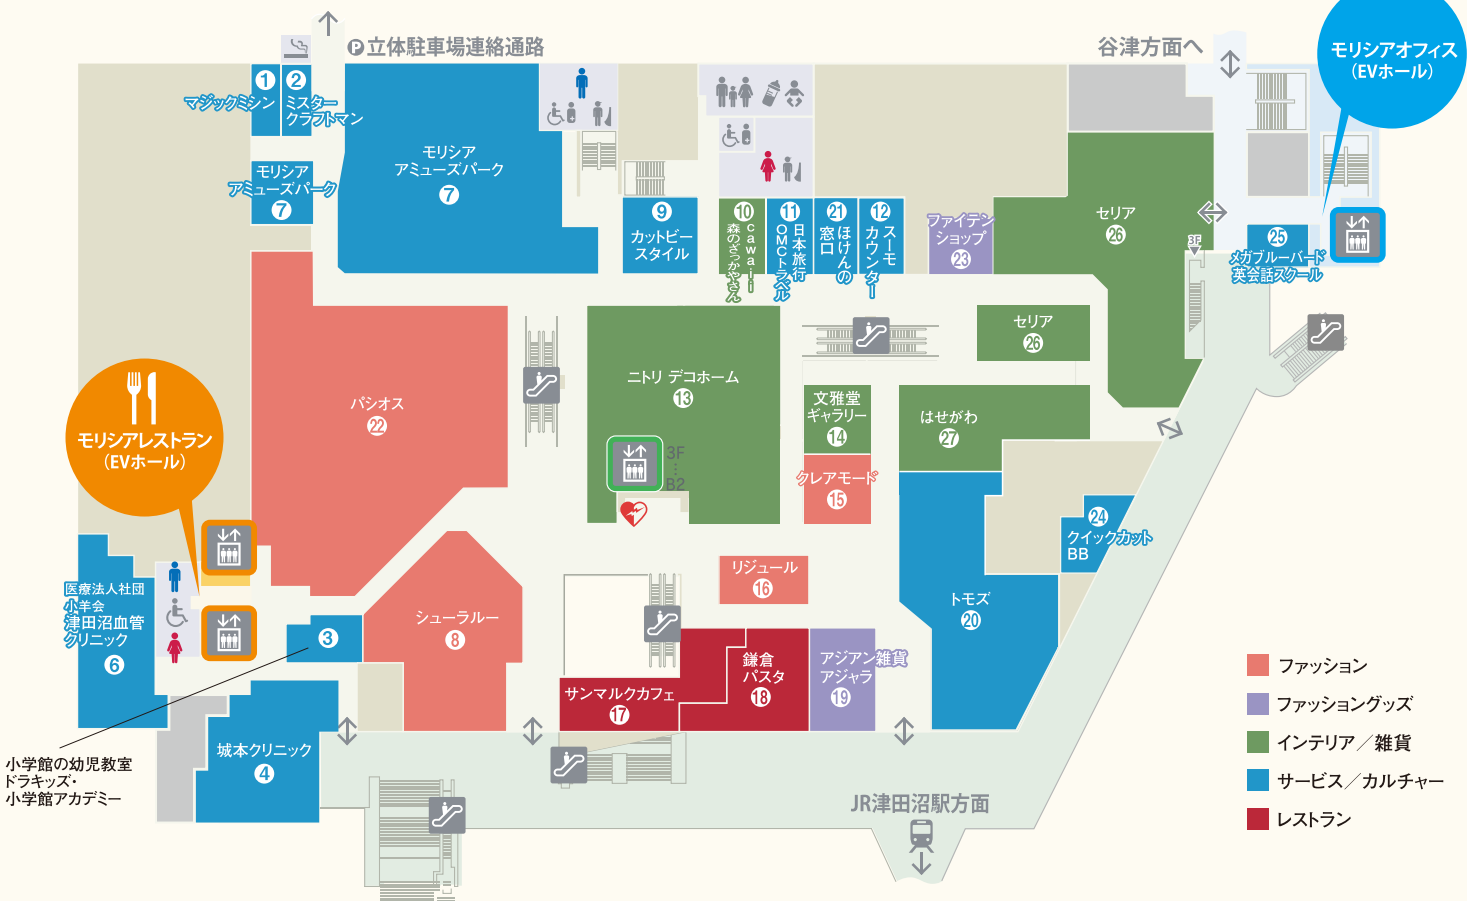 P 立体駐車場連絡通路
谷津方面へ
モリシアオフィス
(EVホール)
1
マジックミシン
2
ミスター
クラフトマン
モリシア
アミューズパーク
7
モリシア
アミューズパーク
7
9
カットビー
スタイル
10
cawaii
森のざっかやさん
11
日本旅行
OMCトラベル
21
ほけんの
窓口
12
スーモ
カウンター
ファイテン
ショップ
23
セリア
26
3F
25
メガブルーバード
英会話スクール
セリア
26
パシオス
22
ニトリ デコホーム
13
3F
B2
文雅堂
ギャラリー
14
クレアモード
15
はせがわ
27
24
クイックカット
BB
モリシアレストラン
(EVホール)
医療法人社団
小羊会
津田沼血管
クリニック
6
3
シューラルー
8
リジュール
16
トモズ
20
サンマルクカフェ
17
鎌倉
パスタ
18
アジアン雑貨
アジャラ
19
城本クリニック
4
小学館の幼児教室
ドラキッズ・
小学館アカデミー
JR津田沼駅方面
ファッション
ファッショングッズ
インテリア／雑貨
サービス／カルチャー
レストラン